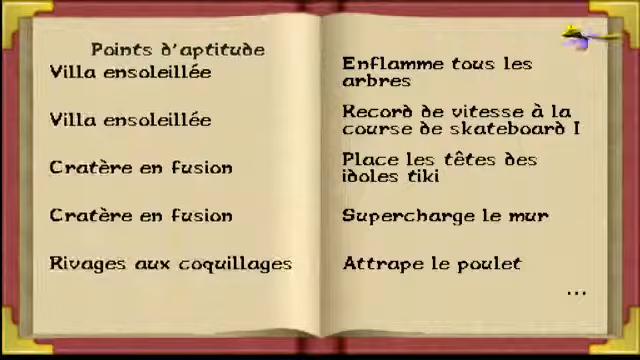 Points d'aptitude
Villa ensoleillée
Enflamme tous les
arbres
Villa ensoleillée
Record de vitesse à la
course de skateboard I
Cratère en fusion
Place les têtes des
idoles tiki
Cratère en fusion
Supercharge le mur
Rivages aux coquillages
Attrape le poulet
...